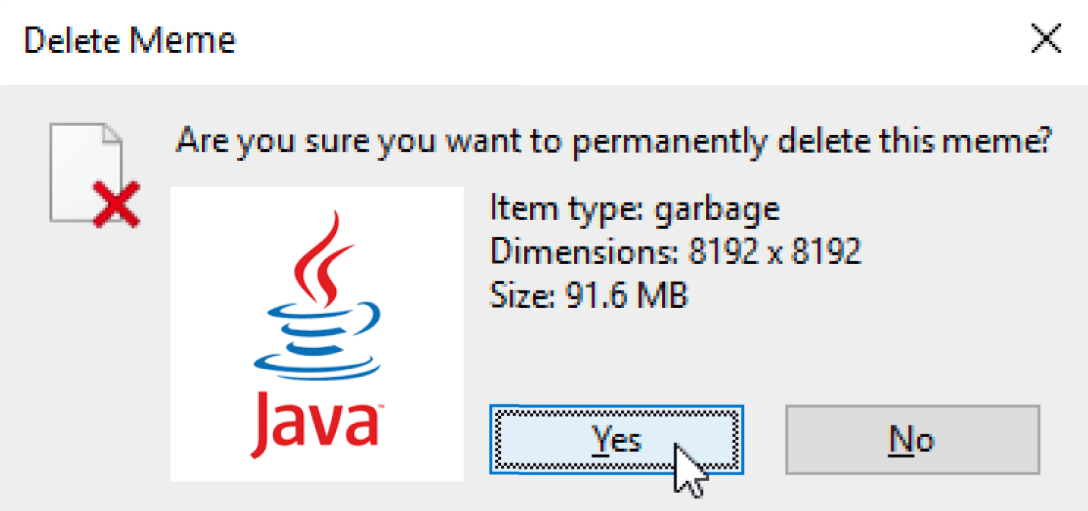 Delete Meme
Are you sure you want to permanently delete this meme?
Item type: garbage
Dimensions: 8192 x 8192
Size: 91.6 MB
Java™
Yes
No